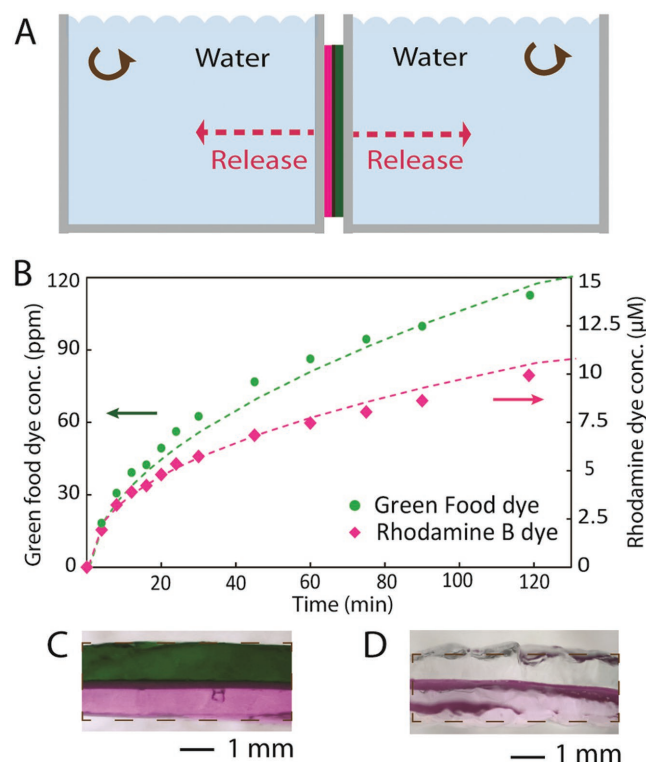 A
Water
Water
Release
Release
B
Green food dye conc. (ppm)
120
90
60
30
0
15
12.5
10
7.5
5
2.5
0
Rhodamine dye conc. (µM)
Green Food dye
Rhodamine B dye
20
40
60
80
100
120
Time (min)
C
D
1 mm
1 mm